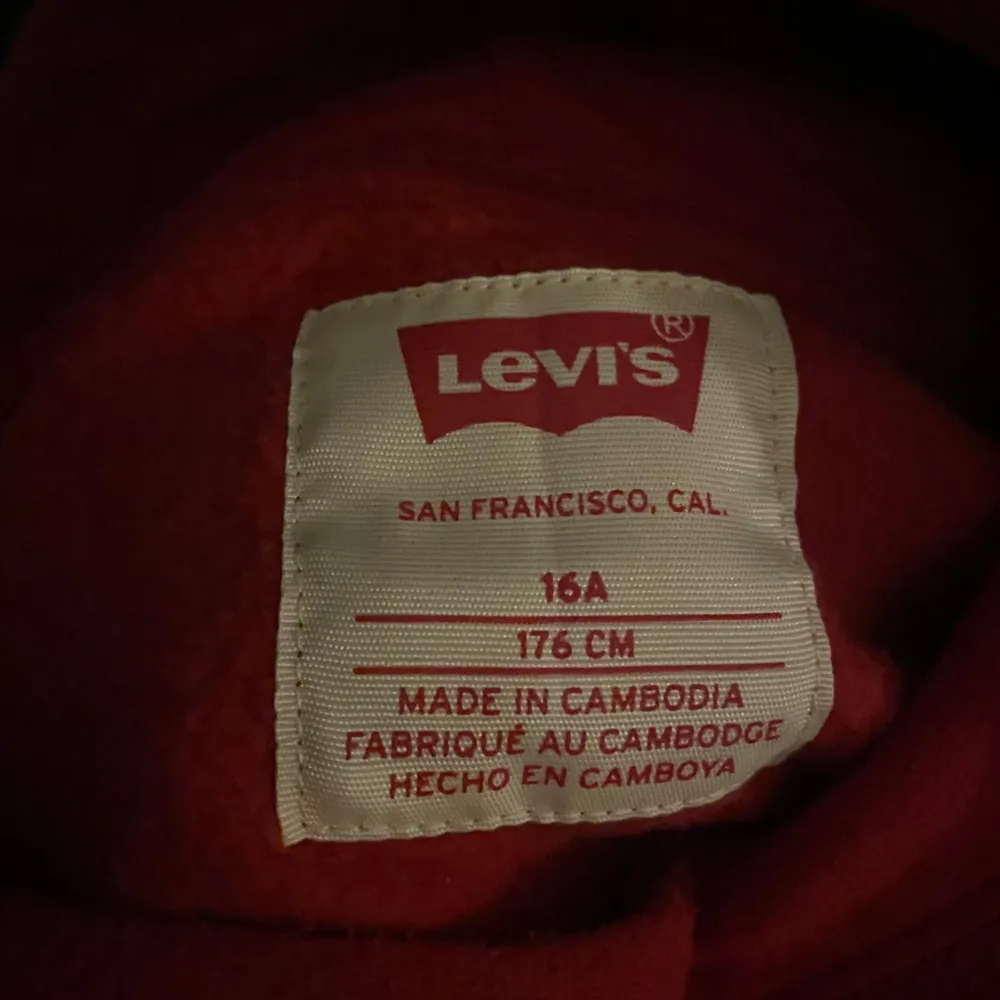 Levi's®
SAN FRANCISCO, CAL.
16A
176 CM
MADE IN CAMBODIA
FABRIQUÉ AU CAMBODGE
HECHO EN CAMBOYA